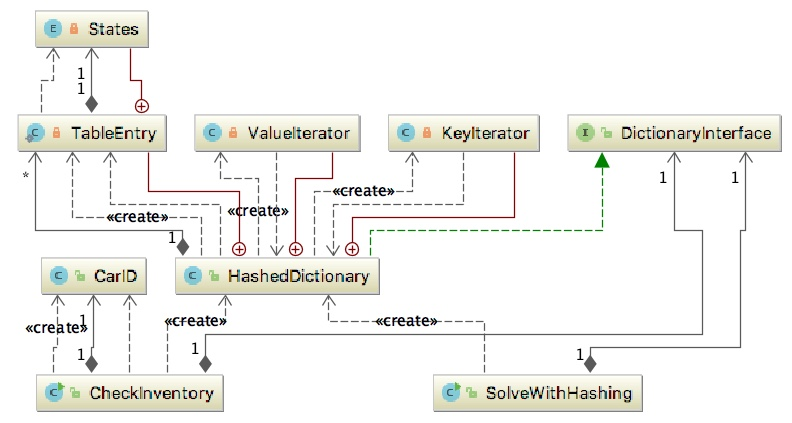 E States
1
1
C TableEntry
C ValueIterator
C KeyIterator
I DictionaryInterface
*
«create»
«create»
«create»
1
1
1
C CarID
C HashedDictionary
«create»
1
«create»
«create»
1
1
1
C CheckInventory
C SolveWithHashing